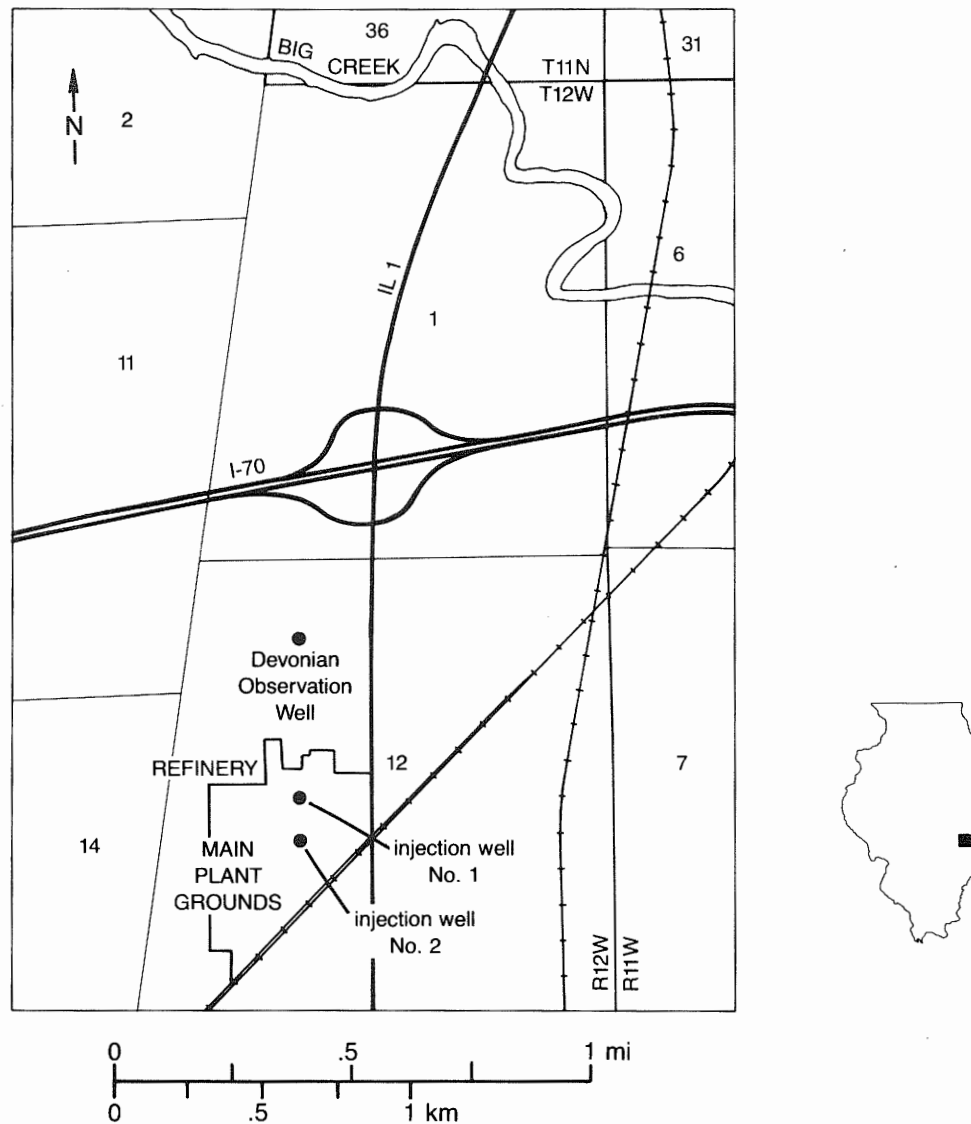 36
31
BIG
CREEK
T11N
T12W
N
2
6
IL 1
1
11
I-70
Devonian
Observation
Well
REFINERY
12
7
14
MAIN
PLANT
GROUNDS
injection well
No. 1
injection well
No. 2
R12W
R11W
0 .5 1 mi
0 .5 1 km